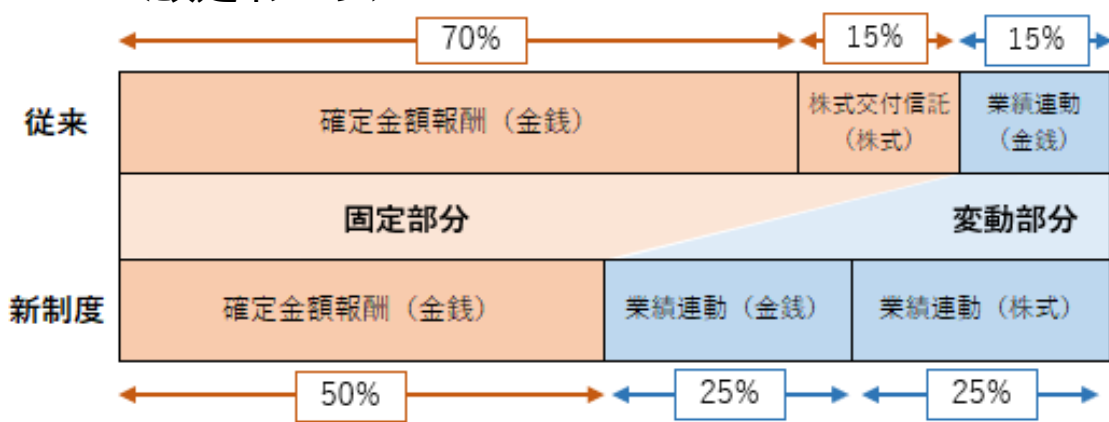 70%
15%
15%
従来
確定金額報酬（金銭）
株式交付信託
（株式）
業績連動
（金銭）
固定部分
変動部分
新制度
確定金額報酬（金銭）
業績連動（金銭）
業績連動（株式）
50%
25%
25%